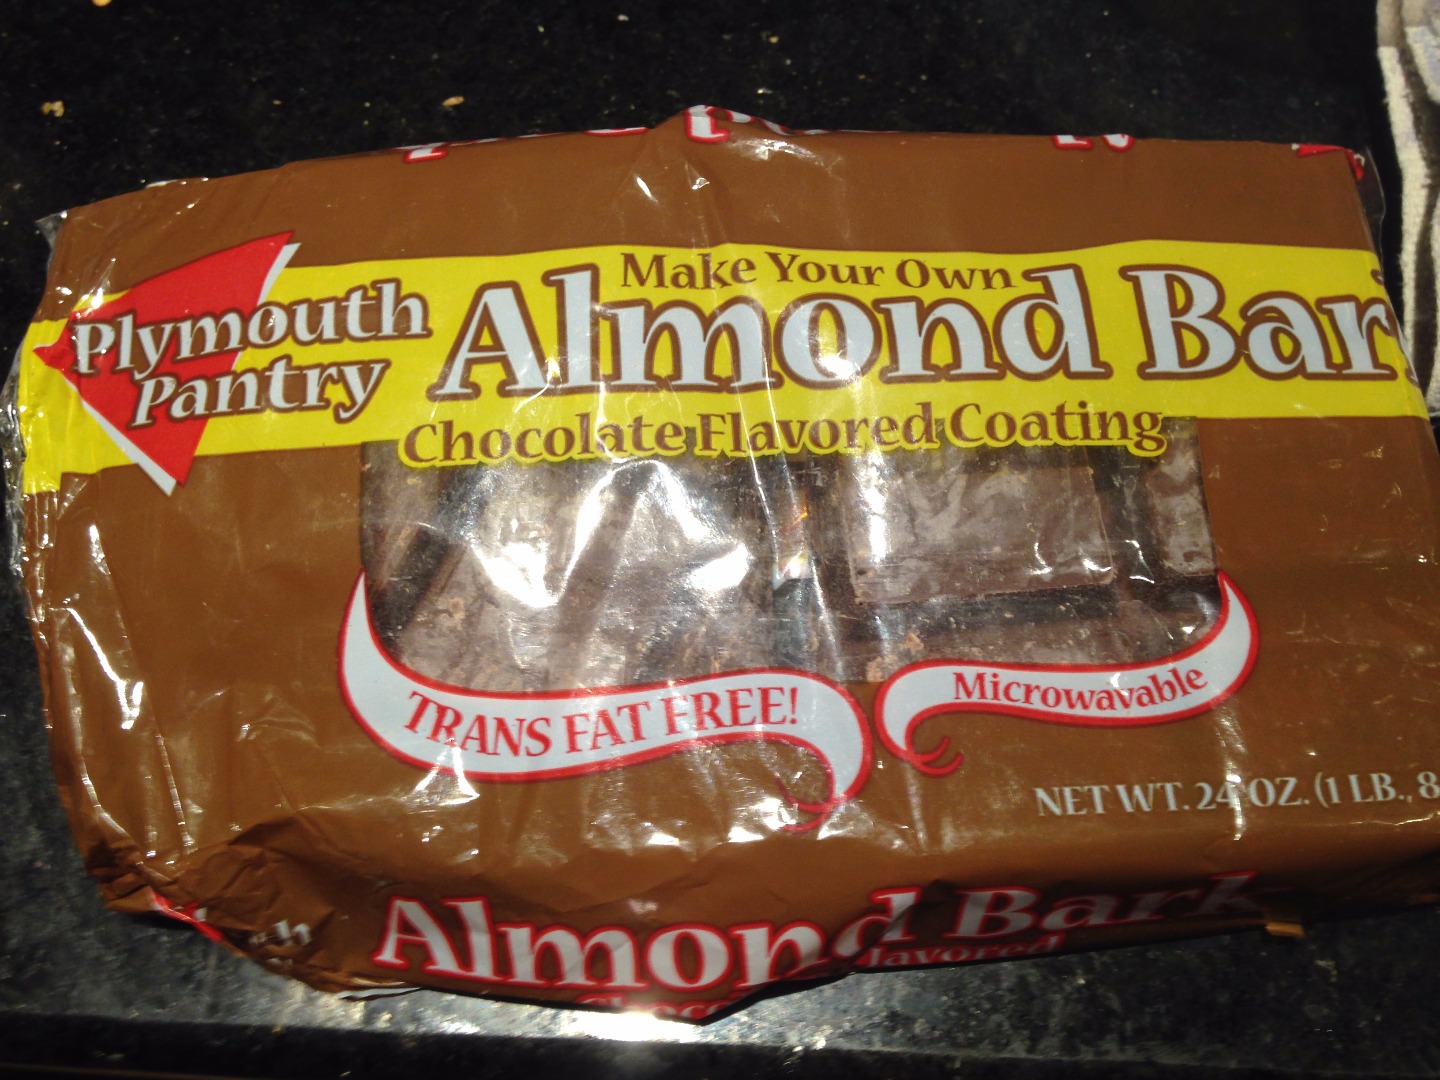 Make Your Own
Plymouth
Pantry
Almond Bar
Chocolate Flavored Coating
TRANS FAT FREE!
Microwavable
NET WT. 24 OZ. (1 LB., 8
Almond Bark